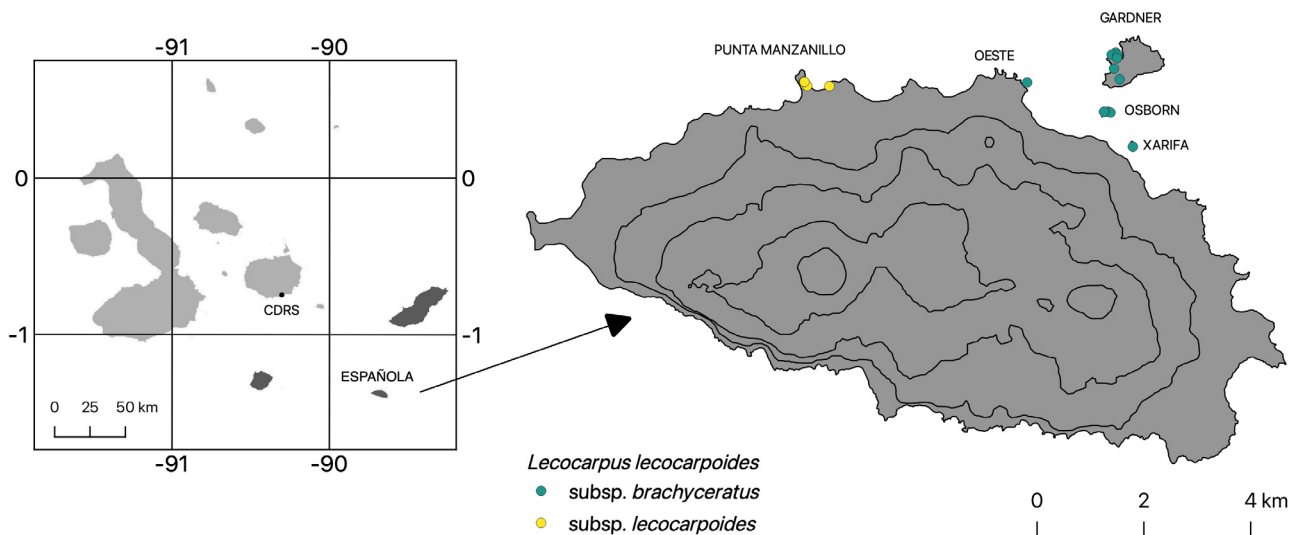 -91 -90
0 0
CDRS
-1 -1
ESPAÑOLA
0 25 50 km
-91 -90
GARDNER
PUNTA MANZANILLO
OESTE
OSBORN
XARIFA
Lecocarpus lecocarpoides
subsp. brachyceratus
subsp. lecocarpoides
0 2 4 km